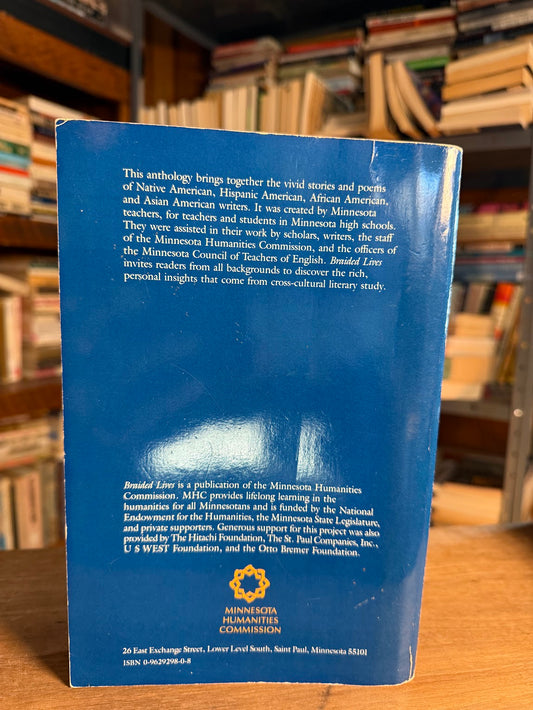 This anthology brings together the vivid stories and poems
of Native American, Hispanic American, African American,
and Asian American writers. It was created by Minnesota
teachers, for teachers and students in Minnesota high schools.
They were assisted in their work by scholars, writers, the staff
of the Minnesota Humanities Commission, and the officers of
the Minnesota Council of Teachers of English. Braided Lives
invites readers from all backgrounds to discover the rich,
personal insights that come from cross-cultural literary study.
Braided Lives is a publication of the Minnesota Humanities
Commission. MHC provides lifelong learning in the
humanities for all Minnesotans and is funded by the National
Endowment for the Humanities, the Minnesota State Legislature,
and private supporters. Generous support for this project was also
provided by The Hitachi Foundation, The St. Paul Companies, Inc.,
U S WEST Foundation, and the Otto Bremer Foundation.
MINNESOTA
HUMANITIES
COMMISSION
26 East Exchange Street, Lower Level South, Saint Paul, Minnesota 55101
ISBN 0-9629298-0-8